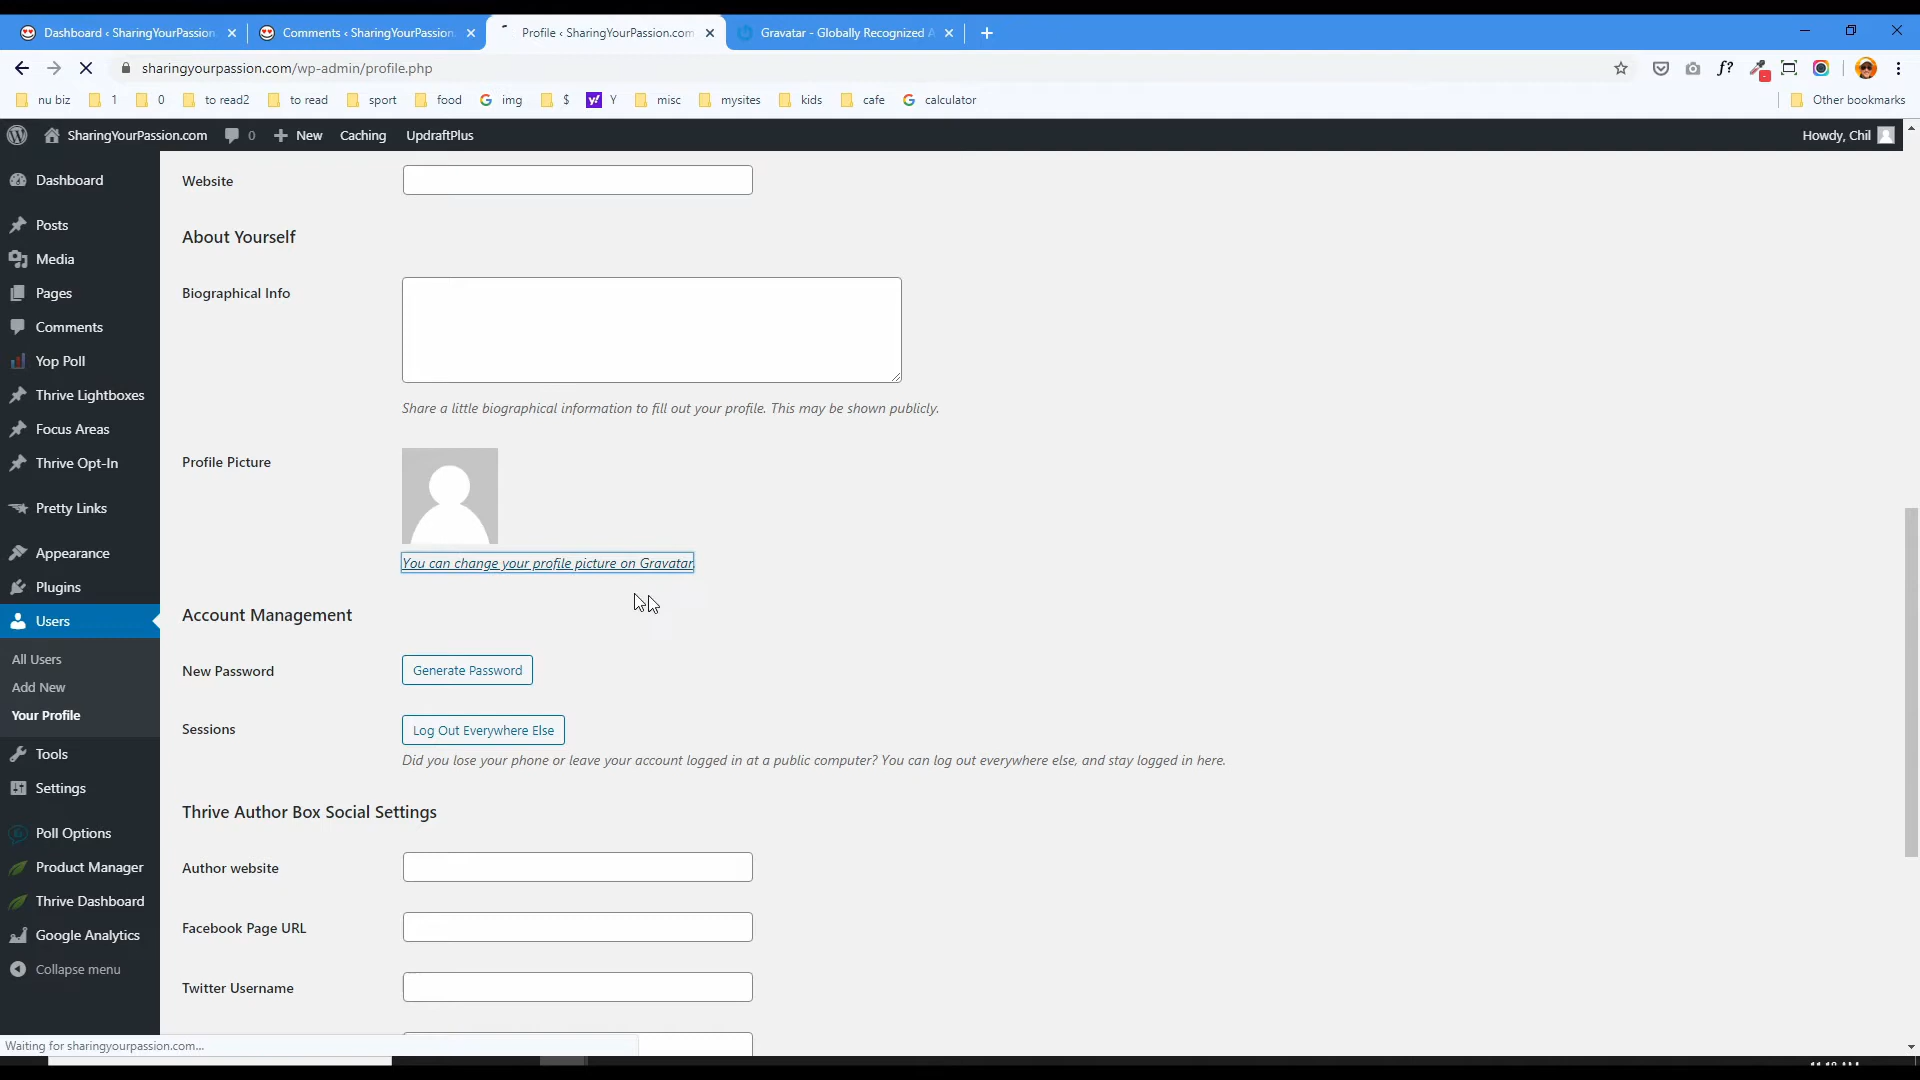 Dashboard ‹ SharingYourPassion
Comments ‹ SharingYourPassion.
Profile ‹ SharingYourPassion.com
Gravatar - Globally Recognized A
sharingyourpassion.com/wp-admin/profile.php
nu biz
1
0
to read2
to read
sport
food
img
$
Y
misc
mysites
kids
cafe
calculator
Other bookmarks
SharingYourPassion.com
0
New
Caching
UpdraftPlus
Howdy, Chil
Dashboard
Posts
Media
Pages
Comments
Yop Poll
Thrive Lightboxes
Focus Areas
Thrive Opt-In
Pretty Links
Appearance
Plugins
Users
All Users
Add New
Your Profile
Tools
Settings
Poll Options
Product Manager
Thrive Dashboard
Google Analytics
Collapse menu
Website
About Yourself
Biographical Info
Share a little biographical information to fill out your profile. This may be shown publicly.
Profile Picture
You can change your profile picture on Gravatar.
Account Management
New Password
Generate Password
Sessions
Log Out Everywhere Else
Did you lose your phone or leave your account logged in at a public computer? You can log out everywhere else, and stay logged in here.
Thrive Author Box Social Settings
Author website
Facebook Page URL
Twitter Username
Waiting for sharingyourpassion.com...